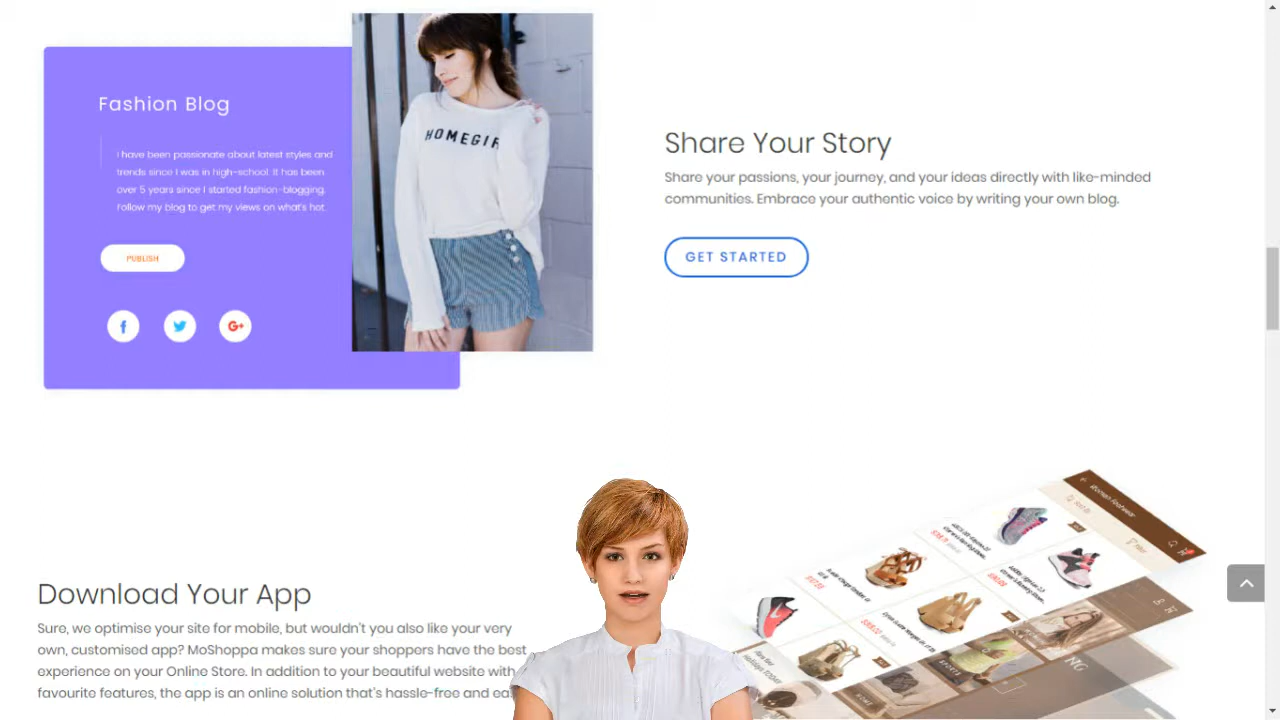 Fashion Blog
I have been passionate about latest styles and
trends since I was in high-school. It has been
over 5 years since I started fashion-blogging.
Follow my blog to get my views on what's hot.
PUBLISH
HOMEGIR
Share Your Story
Share your passions, your journey, and your ideas directly with like-minded
communities. Embrace your authentic voice by writing your own blog.
GET STARTED
Download Your App
Sure, we optimise your site for mobile, but wouldn't you also like your very
own, customised app? MoShoppa makes sure your shoppers have the best
experience on your Online Store. In addition to your beautiful website with
favourite features, the app is an online solution that's hassle-free and
Women Footwear
Sort By
Filter